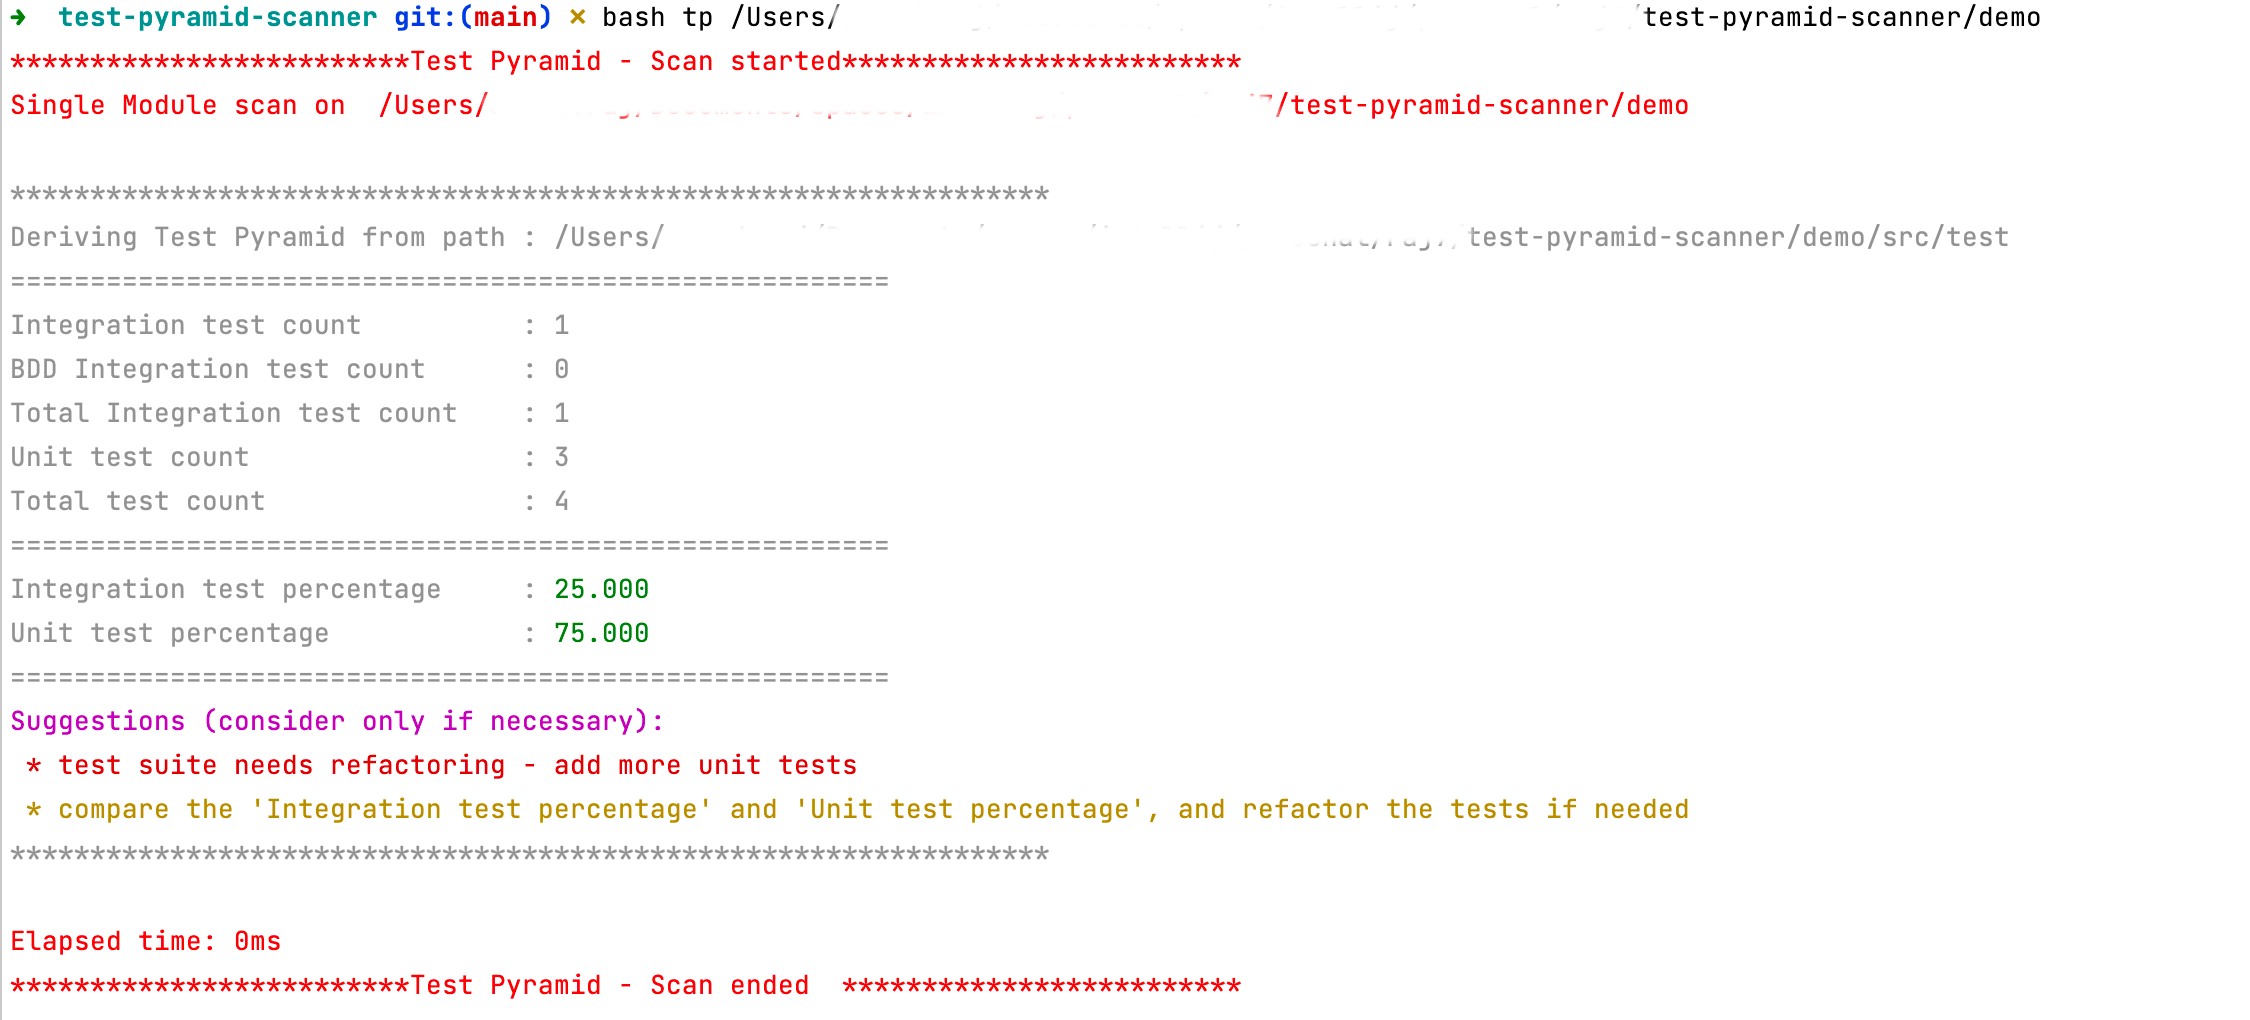 ➜  test-pyramid-scanner git:(main) ✗ bash tp /Users/ test-pyramid-scanner/demo
*************************Test Pyramid - Scan started*************************
Single Module scan on  /Users/ /test-pyramid-scanner/demo
*****************************************************************
Deriving Test Pyramid from path : /Users/ test-pyramid-scanner/demo/src/test
=======================================================
Integration test count          : 1
BDD Integration test count      : 0
Total Integration test count    : 1
Unit test count                 : 3
Total test count                : 4
=======================================================
Integration test percentage     : 25.000
Unit test percentage            : 75.000
=======================================================
Suggestions (consider only if necessary):
 * test suite needs refactoring - add more unit tests
 * compare the 'Integration test percentage' and 'Unit test percentage', and refactor the tests if needed
*****************************************************************
Elapsed time: 0ms
*************************Test Pyramid - Scan ended  *************************